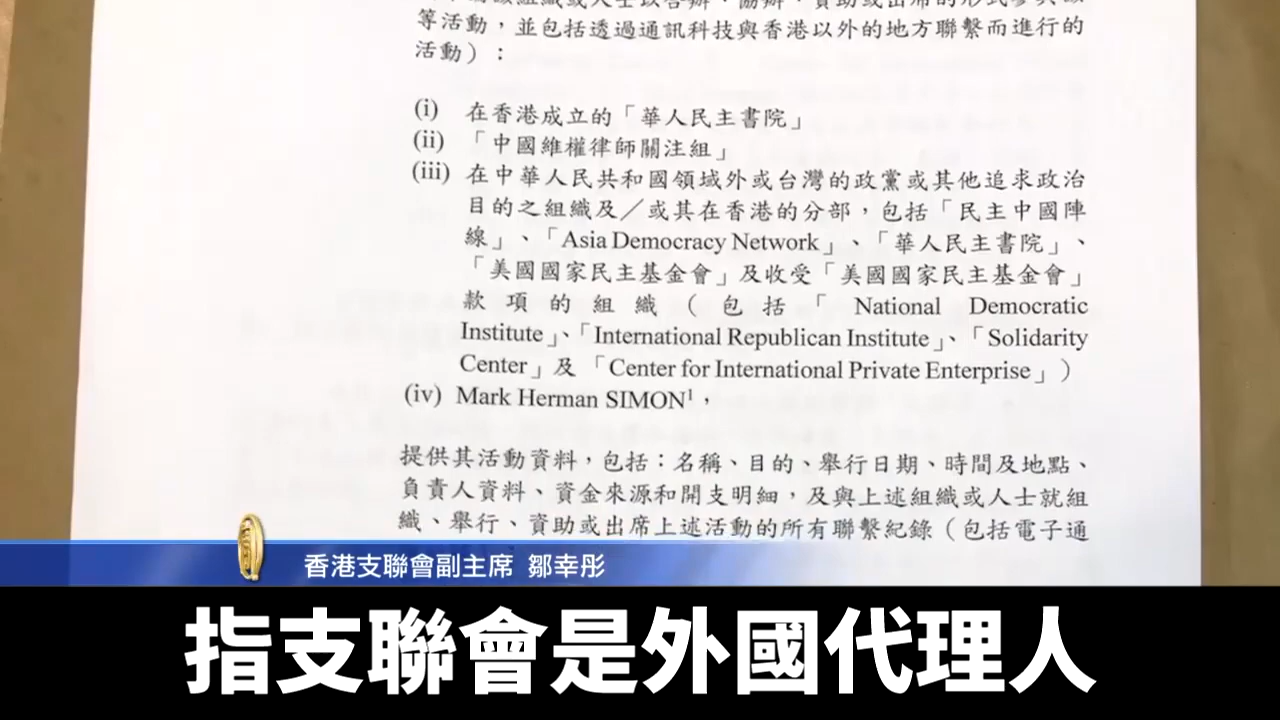 等活動，並包括透過通訊科技與香港以外的地方聯繫而進行的
活動）：
(i) 在香港成立的「華人民主書院」
(ii) 「中國維權律師關注組」
(iii) 在中華人民共和國領域外或台灣的政黨或其他追求政治
目的之組織及／或其在香港的分部，包括「民主中國陣
線」、「Asia Democracy Network」、「華人民主書院」、
「美國國家民主基金會」及收受「美國國家民主基金會」
款項的組織（包括「National Democratic
Institute」、「International Republican Institute」、「Solidarity
Center」及「Center for International Private Enterprise」）
(iv) Mark Herman SIMON¹，
提供其活動資料，包括：名稱、目的、舉行日期、時間及地點、
負責人資料、資金來源和開支明細，及與上述組織或人士就組
織、舉行、資助或出席上述活動的所有聯繫紀錄（包括電子通
香港支聯會副主席 鄒幸彤
指支聯會是外國代理人